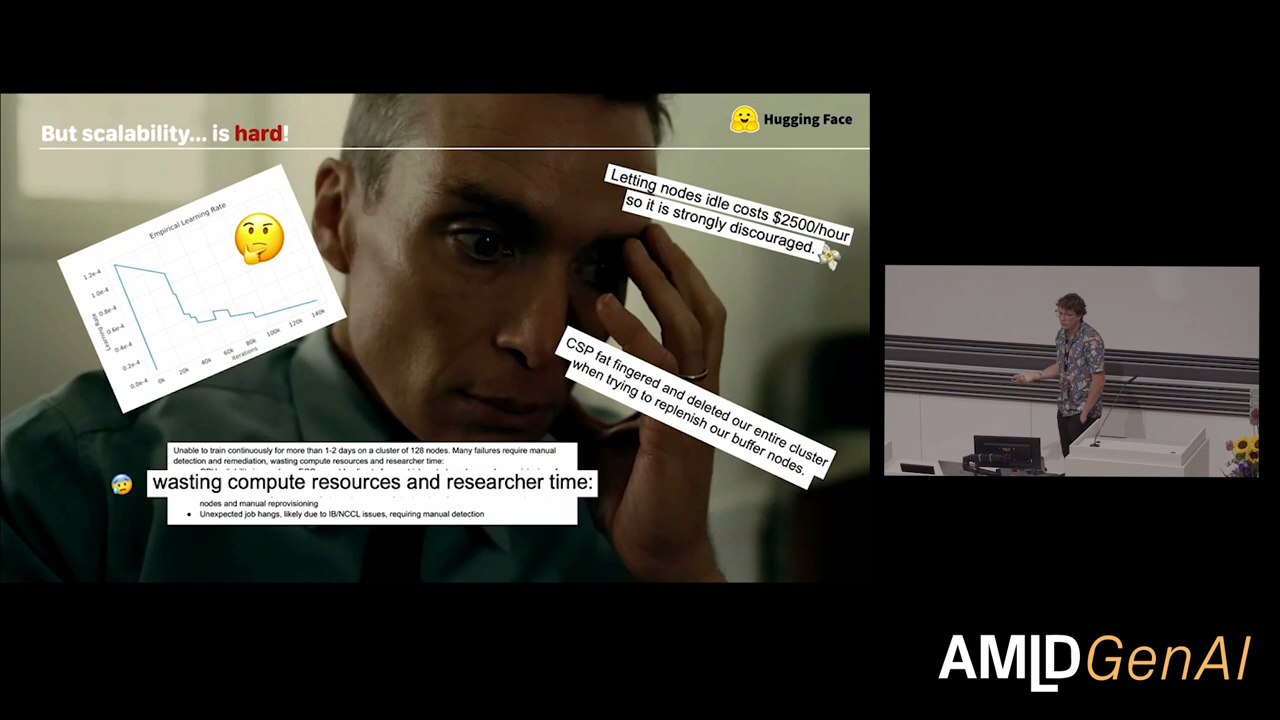 But scalability... is hard!
Hugging Face
Empirical Learning Rate
Learning Rate
1.2e-4
1.0e-4
0.8e-4
0.6e-4
0.4e-4
0.2e-4
0.0e-4
0k
20k
40k
60k
80k
100k
120k
140k
Iterations
Letting nodes idle costs $2500/hour
so it is strongly discouraged.
CSP fat fingered and deleted our entire cluster
when trying to replenish our buffer nodes.
Unable to train continuously for more than 1-2 days on a cluster of 128 nodes. Many failures require manual
detection and remediation, wasting compute resources and researcher time:
wasting compute resources and researcher time:
nodes and manual reprovisioning
● Unexpected job hangs, likely due to IB/NCCL issues, requiring manual detection
AMLD GenAI